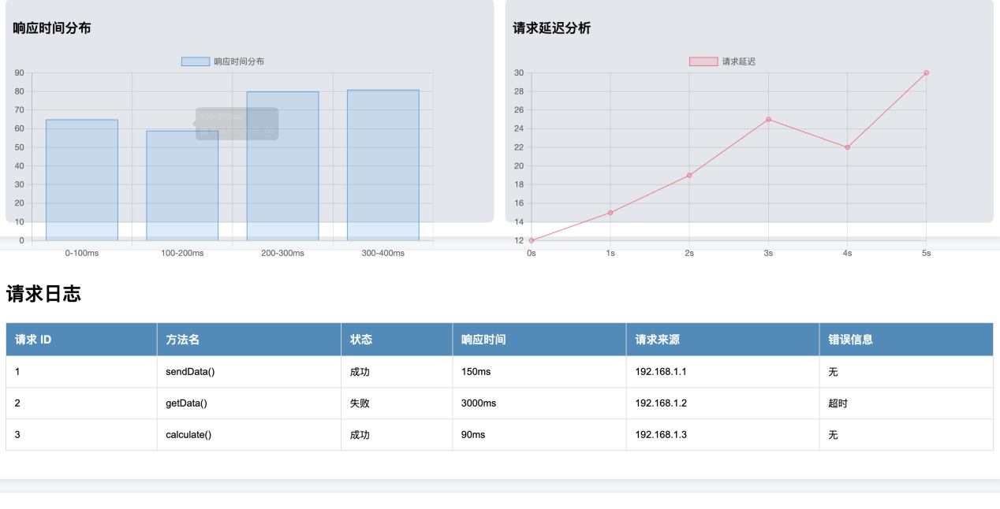 响应时间分布
响应时间分布
90
80
70
60
50
40
30
20
10
0
0-100ms 100-200ms 200-300ms 300-400ms
100-200ms
请求延迟分析
请求延迟
30
28
26
24
22
20
18
16
14
12
0s 1s 2s 3s 4s 5s
请求日志
请求 ID 方法名 状态 响应时间 请求来源 错误信息
1 sendData() 成功 150ms 192.168.1.1 无
2 getData() 失败 3000ms 192.168.1.2 超时
3 calculate() 成功 90ms 192.168.1.3 无